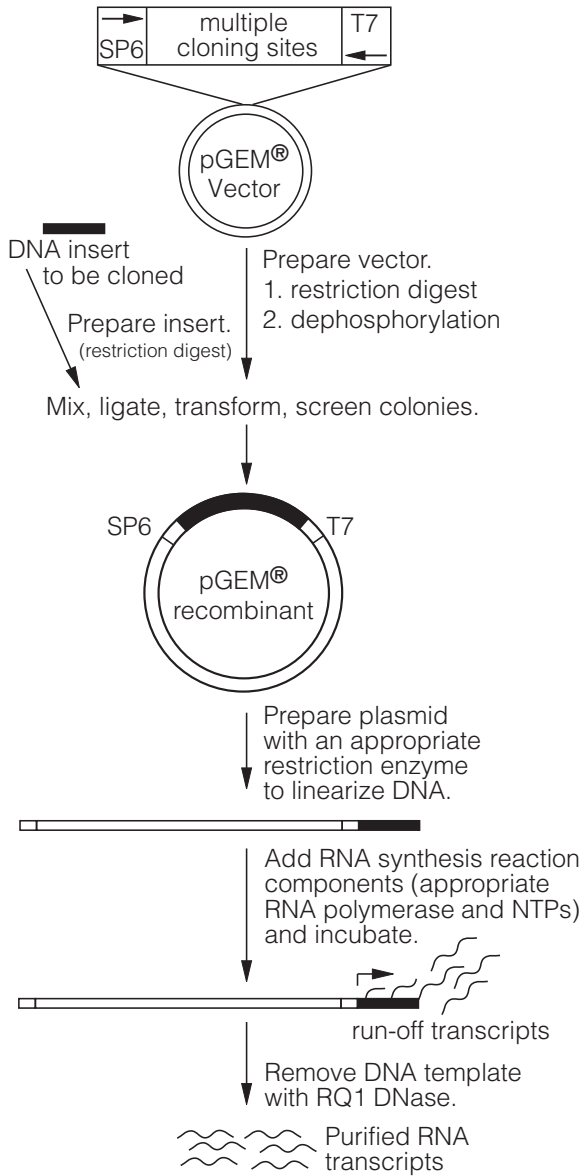 SP6
multiple
cloning sites
T7
pGEM®
Vector
DNA insert
to be cloned
Prepare vector.
1. restriction digest
2. dephosphorylation
Prepare insert.
(restriction digest)
Mix, ligate, transform, screen colonies.
SP6
T7
pGEM®
recombinant
Prepare plasmid
with an appropriate
restriction enzyme
to linearize DNA.
Add RNA synthesis reaction
components (appropriate
RNA polymerase and NTPs)
and incubate.
run-off transcripts
Remove DNA template
with RQ1 DNase.
Purified RNA
transcripts